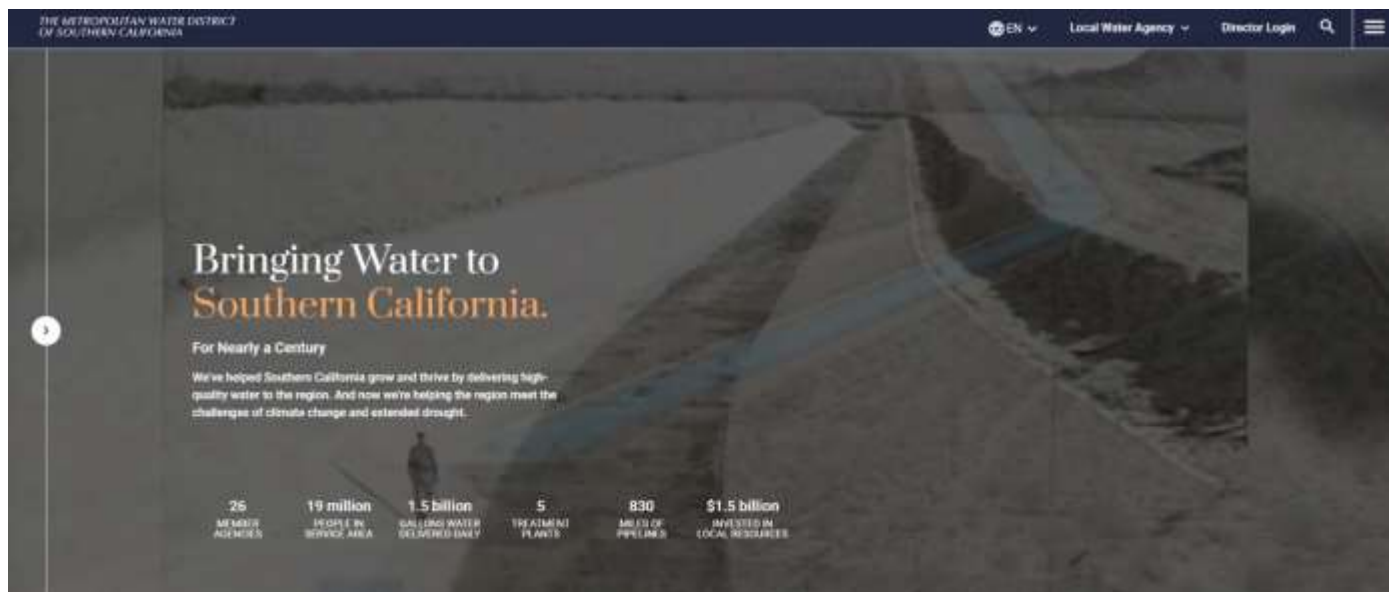 THE METROPOLITAN WATER DISTRICT
OF SOUTHERN CALIFORNIA
EN
Local Water Agency
Director Login
Bringing Water to
Southern California.
For Nearly a Century
We've helped Southern California grow and thrive by delivering high-
quality water to the region. And now we're helping the region meet the
challenges of climate change and extended drought.
26
MEMBER
AGENCIES
19 million
PEOPLE IN
SERVICE AREA
1.5 billion
GALLONS WATER
DELIVERED DAILY
5
TREATMENT
PLANTS
830
MILES OF
PIPELINES
$1.5 billion
INVESTED IN
LOCAL RESOURCES